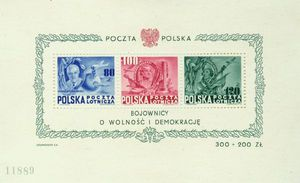 POCZTA POLSKA
80 100 120
POLSKA POCZTA LOTNICZA POLSKA POCZTA LOTNICZA POLSKA POCZTA LOTNICZA
BOJOWNICY
O WOLNOŚĆ I DEMOKRACJĘ
300 + 200 ZŁ
11889